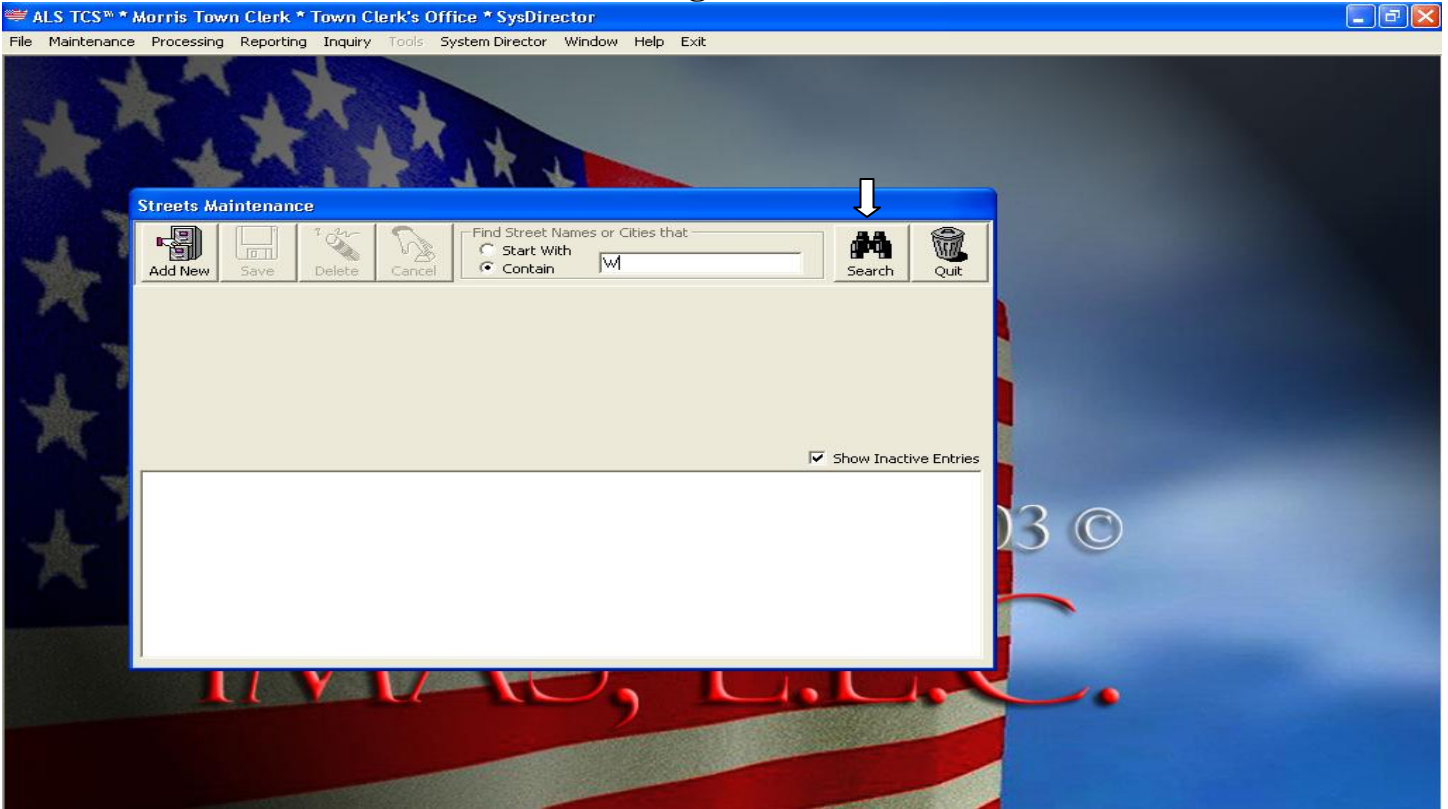 ALS TCS™ * Morris Town Clerk * Town Clerk's Office * SysDirector
File Maintenance Processing Reporting Inquiry Tools System Director Window Help Exit
Streets Maintenance
Add New Save Delete Cancel
Find Street Names or Cities that
Start With
Contain
W
Search Quit
Show Inactive Entries
03 ©
L.L.C.